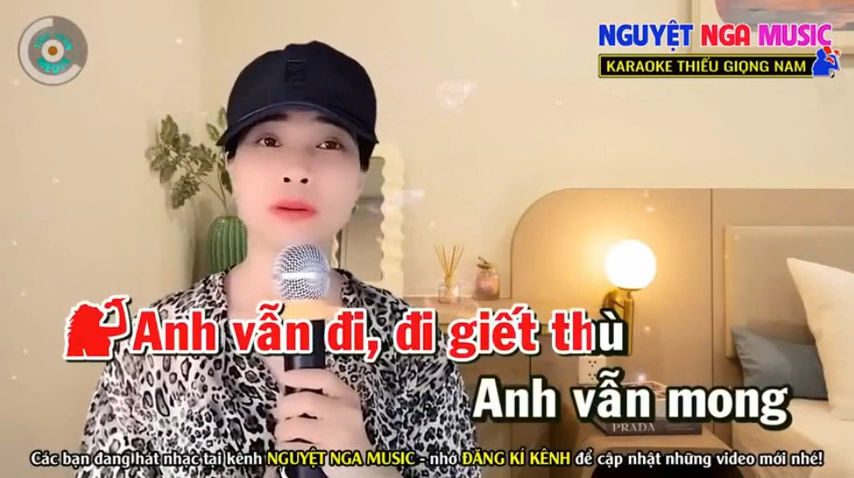 NGUYỆT NGA MUSIC
KARAOKE THIẾU GIỌNG NAM
Anh vẫn đi, đi giết thù
Anh vẫn mong
PRADA
Các bạn đang hát nhạc tại kênh NGUYỆT NGA MUSIC - nhớ ĐĂNG KÍ KÊNH để cập nhật những video mới nhé!